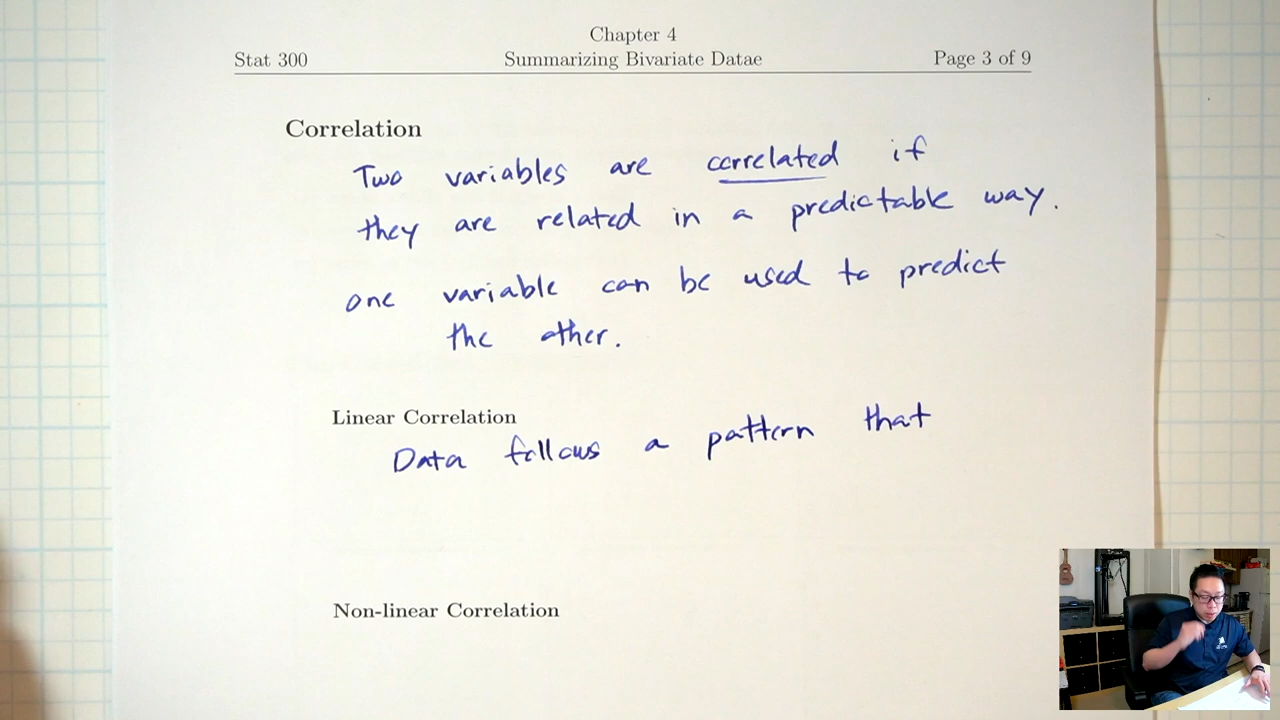 Chapter 4
Stat 300 Summarizing Bivariate Datae Page 3 of 9
Correlation
Two variables are correlated if
they are related in a predictable way.
one variable can be used to predict
the other.
Linear Correlation
Data follows a pattern that
Non-linear Correlation